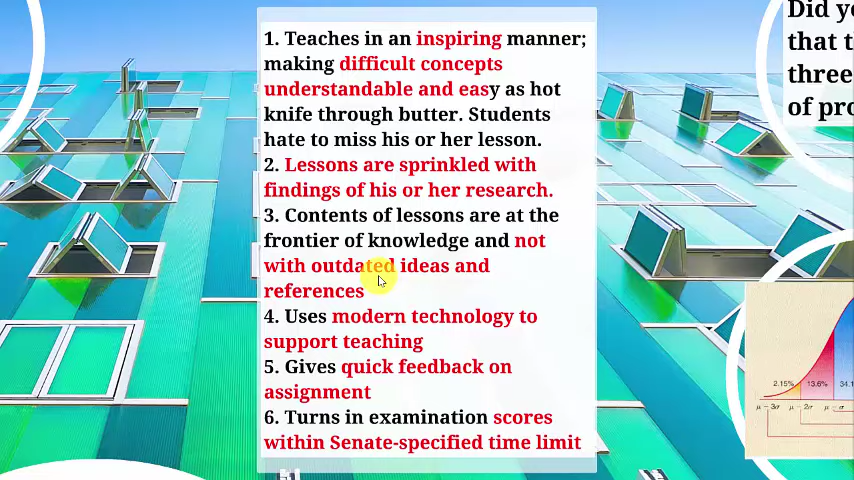 1. Teaches in an inspiring manner;
making difficult concepts
understandable and easy as hot
knife through butter. Students
hate to miss his or her lesson.
2. Lessons are sprinkled with
findings of his or her research.
3. Contents of lessons are at the
frontier of knowledge and not
with outdated ideas and
references
4. Uses modern technology to
support teaching
5. Gives quick feedback on
assignment
6. Turns in examination scores
within Senate-specified time limit
Did
that
three
of
2.15% 13.6% 34.1
μ − 3σ μ − 2σ μ − σ